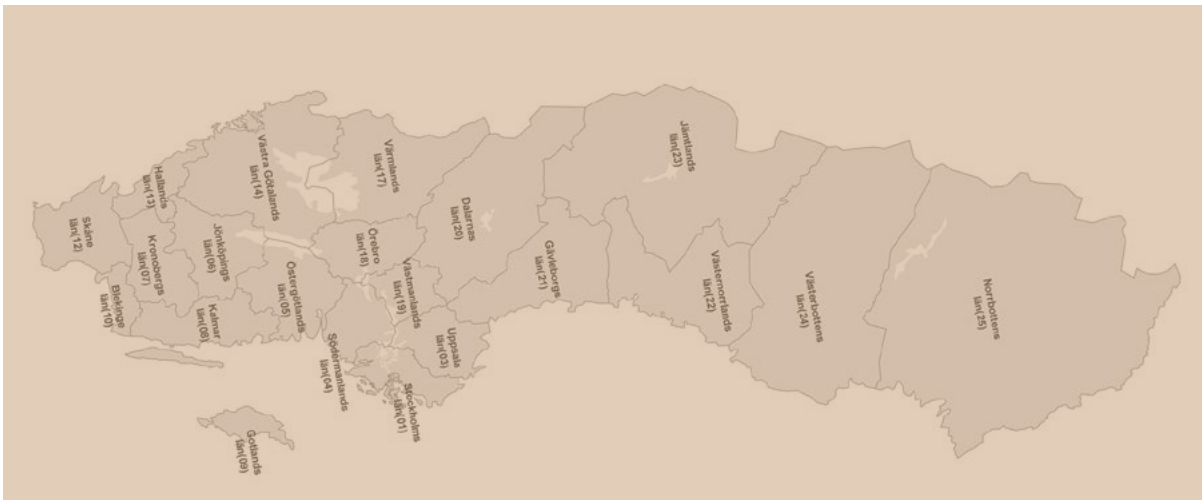 Norrbottens
län(25)
Västerbottens
län(24)
Jämtlands
län(23)
Västernorrlands
län(22)
Gävleborgs
län(21)
Dalarnas
län(20)
Värmlands
län(17)
Örebro
län(18)
Västmanlands
län(19)
Uppsala
län(03)
Stockholms
län(01)
Södermanlands
län(04)
Östergötlands
län(05)
Västra Götalands
län(14)
Jönköpings
län(06)
Kalmar
län(08)
Hallands
län(13)
Kronobergs
län(07)
Skåne
län(12)
Blekinge
län(10)
Gotlands
län(09)